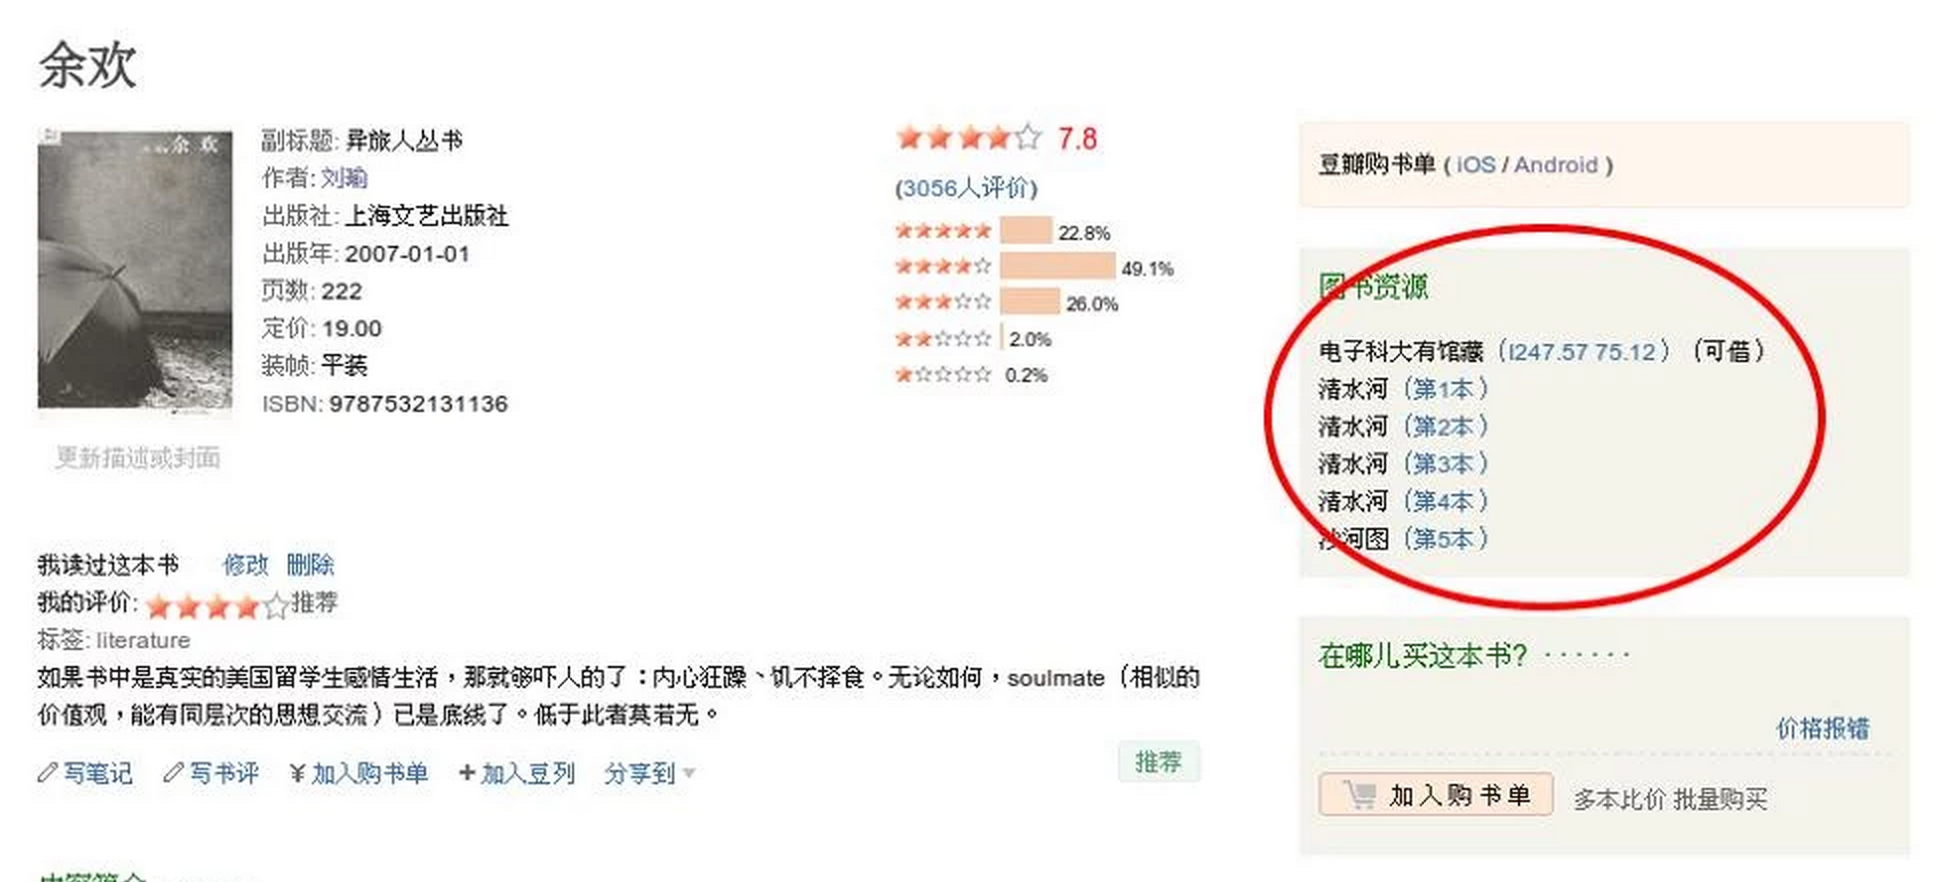 余欢
余 欢
副标题: 异旅人丛书
作者: 刘瑜
出版社: 上海文艺出版社
出版年: 2007-01-01
页数: 222
定价: 19.00
装帧: 平装
ISBN: 9787532131136
更新描述或封面
7.8
(3056人评价)
22.8%
49.1%
26.0%
2.0%
0.2%
我读过这本书 修改 删除
我的评价: 推荐
标签: literature
如果书中是真实的美国留学生感情生活，那就够吓人的了：内心狂躁、饥不择食。无论如何，soulmate（相似的
价值观，能有同层次的思想交流）已是底线了。低于此者莫若无。
写笔记 写书评 ¥加入购书单 +加入豆列 分享到
推荐
豆瓣购书单 ( iOS / Android )
图书资源
电子科大有馆藏（I247.57 75.12）（可借）
清水河（第1本）
清水河（第2本）
清水河（第3本）
清水河（第4本）
沙河图（第5本）
在哪儿买这本书? · · · · · ·
价格报错
加入购书单 多本比价 批量购买